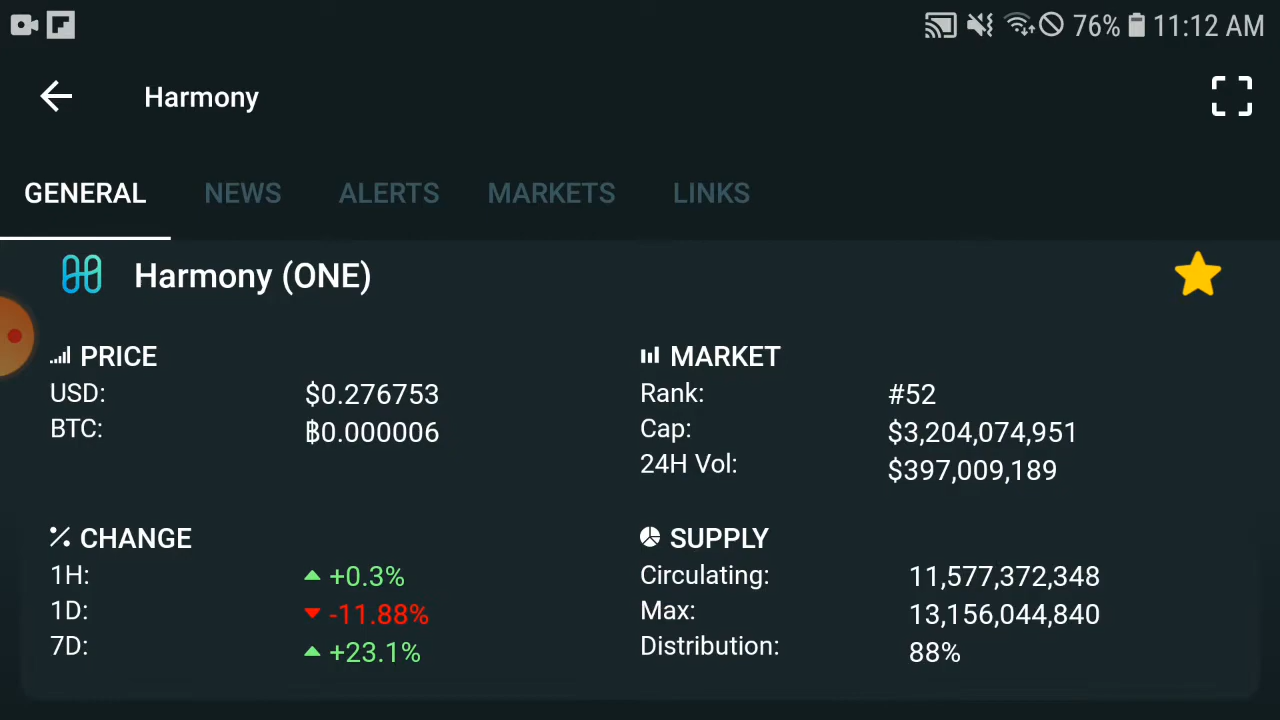 76% 11:12 AM
Harmony
GENERAL NEWS ALERTS MARKETS LINKS
Harmony (ONE)
PRICE
USD: $0.276753
BTC: ฿0.000006
MARKET
Rank: #52
Cap: $3,204,074,951
24H Vol: $397,009,189
CHANGE
1H: +0.3%
1D: -11.88%
7D: +23.1%
SUPPLY
Circulating: 11,577,372,348
Max: 13,156,044,840
Distribution: 88%